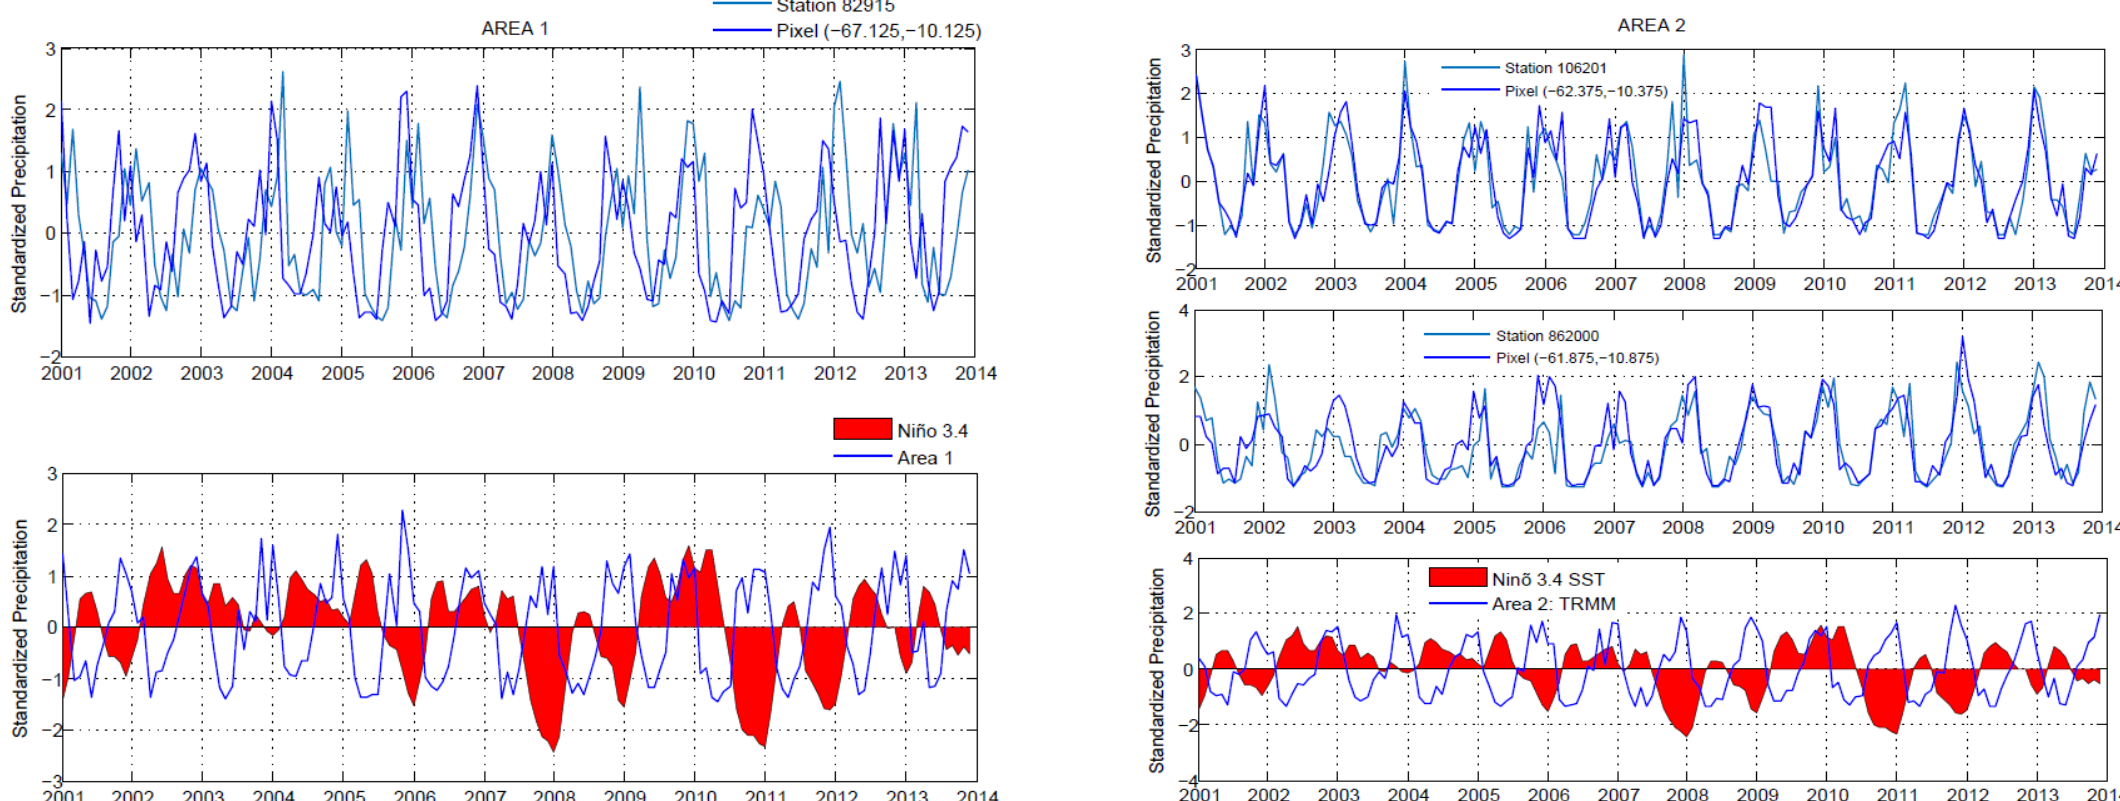 Station 82915
AREA 1
Pixel (−67.125,−10.125)
Standardized Precipitation
3
2
1
0
−1
−2
2001 2002 2003 2004 2005 2006 2007 2008 2009 2010 2011 2012 2013 2014
Niño 3.4
Area 1
Standardized Precipitation
3
2
1
0
−1
−2
−3
2001 2002 2003 2004 2005 2006 2007 2008 2009 2010 2011 2012 2013 2014
AREA 2
Station 106201
Pixel (−62.375,−10.375)
Standardized Precipitation
3
2
1
0
−1
−2
2001 2002 2003 2004 2005 2006 2007 2008 2009 2010 2011 2012 2013 2014
Station 862000
Pixel (−61.875,−10.875)
Standardized Precipitation
4
2
0
−2
2001 2002 2003 2004 2005 2006 2007 2008 2009 2010 2011 2012 2013 2014
Ninõ 3.4 SST
Area 2: TRMM
Standardized Precipitation
4
2
0
−2
−4
2001 2002 2003 2004 2005 2006 2007 2008 2009 2010 2011 2012 2013 2014